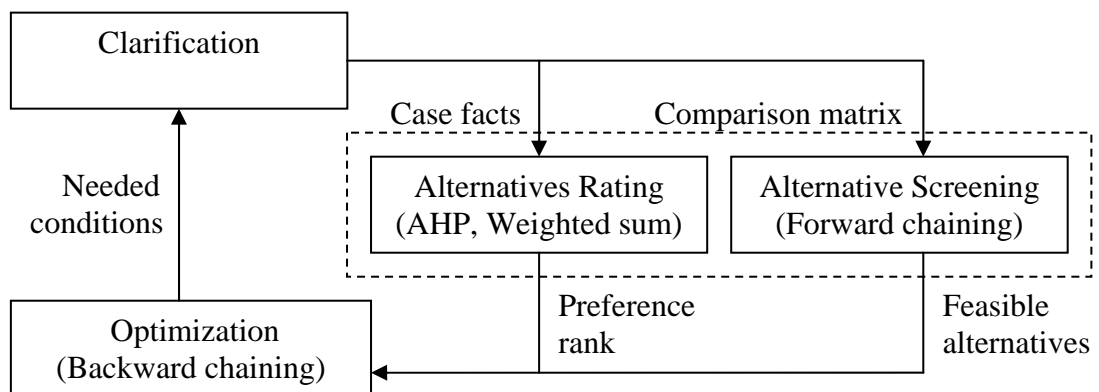 Clarification
Case facts
Comparison matrix
Alternatives Rating
(AHP, Weighted sum)
Alternative Screening
(Forward chaining)
Needed
conditions
Preference
rank
Feasible
alternatives
Optimization
(Backward chaining)